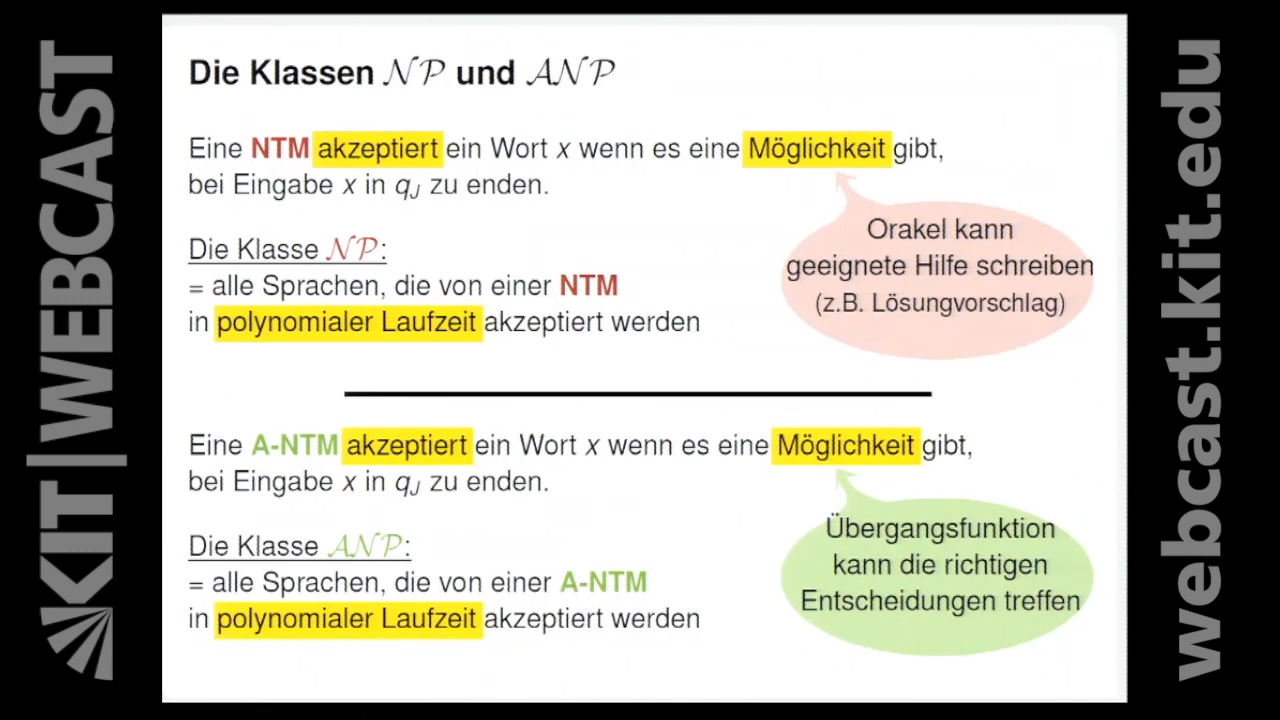 KIT | WEBCAST
Die Klassen 𝒩𝒫 und 𝒜𝒩𝒫
Eine NTM akzeptiert ein Wort x wenn es eine Möglichkeit gibt,
bei Eingabe x in q_J zu enden.
Orakel kann
geeignete Hilfe schreiben
(z.B. Lösungvorschlag)
Die Klasse 𝒩𝒫:
= alle Sprachen, die von einer NTM
in polynomialer Laufzeit akzeptiert werden
Eine A-NTM akzeptiert ein Wort x wenn es eine Möglichkeit gibt,
bei Eingabe x in q_J zu enden.
Übergangsfunktion
kann die richtigen
Entscheidungen treffen
Die Klasse 𝒜𝒩𝒫:
= alle Sprachen, die von einer A-NTM
in polynomialer Laufzeit akzeptiert werden
webcast.kit.edu